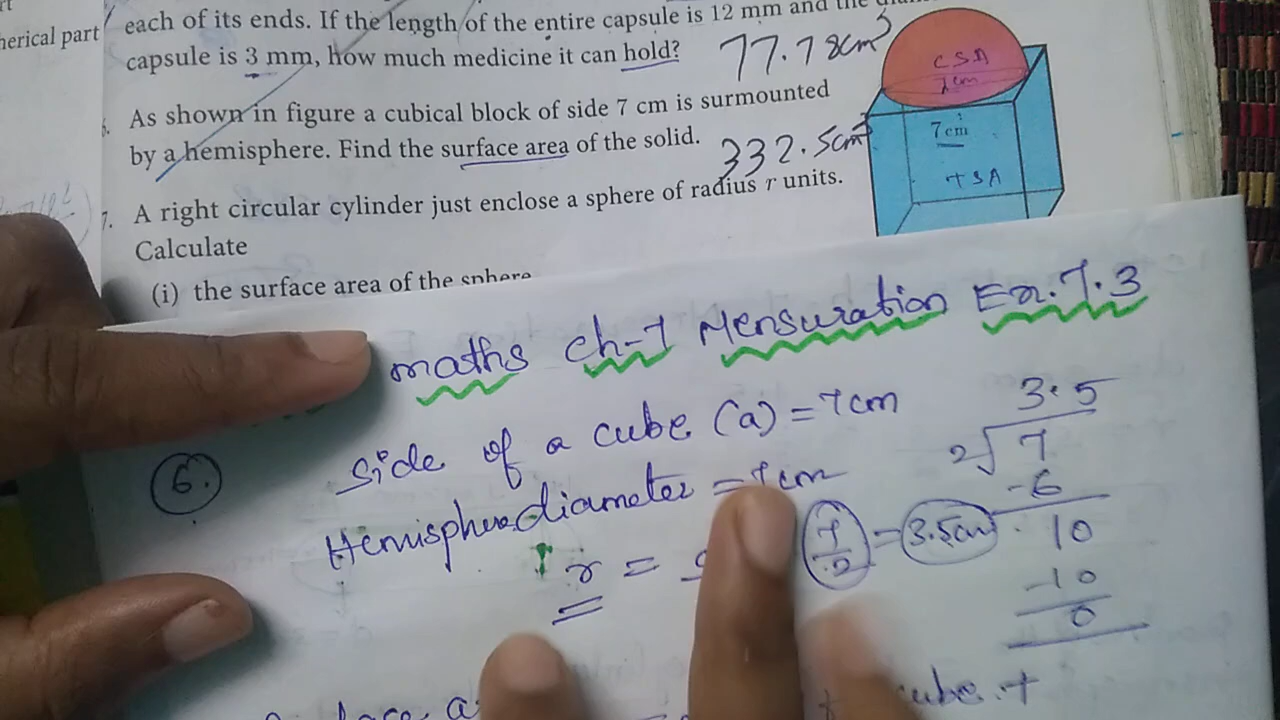 each of its ends. If the length of the entire capsule is 12 mm and the
herical part
capsule is 3 mm, how much medicine it can hold?
77.78cm³
6. As shown in figure a cubical block of side 7 cm is surmounted
by a hemisphere. Find the surface area of the solid.
332.5cm²
CSA
7cm
7 cm
TSA
7. A right circular cylinder just enclose a sphere of radius r units.
Calculate
(i) the surface area of the sphere
maths Ch-7 Mensuration Ex.7.3
6. Side of a cube (a) = 7cm
Hemisphere diameter = 7cm
r = 7/2 = 3.5cm
3.5
2 7
-6
10
-10
0
cube +